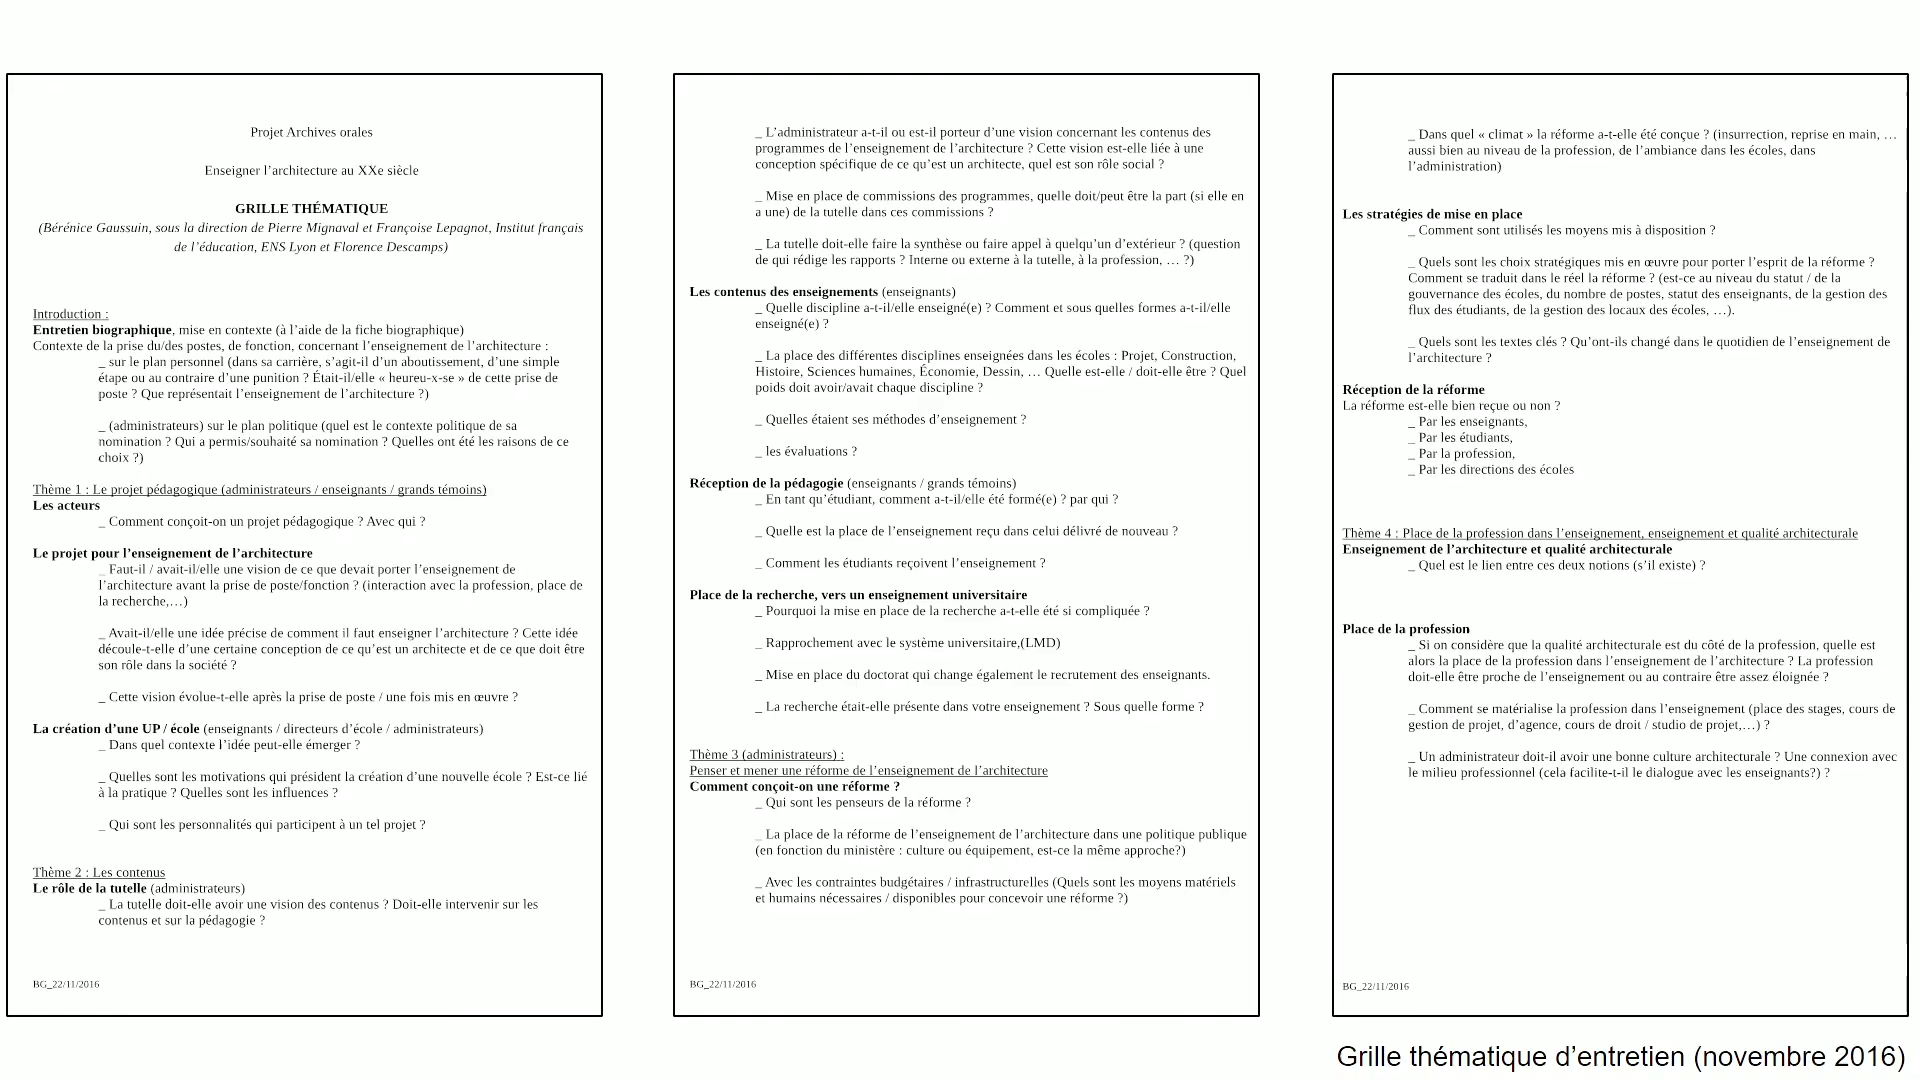 Projet Archives orales
Enseigner l’architecture au XXe siècle
GRILLE THÉMATIQUE
(Bérénice Gaussuin, sous la direction de Pierre Mignaval et Françoise Lepagnot, Institut français
de l’éducation, ENS Lyon et Florence Descamps)
Introduction :
Entretien biographique, mise en contexte (à l’aide de la fiche biographique)
Contexte de la prise du/des postes, de fonction, concernant l’enseignement de l’architecture :
_ sur le plan personnel (dans sa carrière, s’agit-il d’un aboutissement, d’une simple
étape ou au contraire d’une punition ? Était-il/elle « heureu-x-se » de cette prise de
poste ? Que représentait l’enseignement de l’architecture ?)
_ (administrateurs) sur le plan politique (quel est le contexte politique de sa
nomination ? Qui a permis/souhaité sa nomination ? Quelles ont été les raisons de ce
choix ?)
Thème 1 : Le projet pédagogique (administrateurs / enseignants / grands témoins)
Les acteurs
_ Comment conçoit-on un projet pédagogique ? Avec qui ?
Le projet pour l’enseignement de l’architecture
_ Faut-il / avait-il/elle une vision de ce que devait porter l’enseignement de
l’architecture avant la prise de poste/fonction ? (interaction avec la profession, place de
la recherche,…)
_ Avait-il/elle une idée précise de comment il faut enseigner l’architecture ? Cette idée
découle-t-elle d’une certaine conception de ce qu’est un architecte et de ce que doit être
son rôle dans la société ?
_ Cette vision évolue-t-elle après la prise de poste / une fois mis en œuvre ?
La création d’une UP / école (enseignants / directeurs d’école / administrateurs)
_ Dans quel contexte l’idée peut-elle émerger ?
_ Quelles sont les motivations qui président la création d’une nouvelle école ? Est-ce lié
à la pratique ? Quelles sont les influences ?
_ Qui sont les personnalités qui participent à un tel projet ?
Thème 2 : Les contenus
Le rôle de la tutelle (administrateurs)
_ La tutelle doit-elle avoir une vision des contenus ? Doit-elle intervenir sur les
contenus et sur la pédagogie ?
BG_22/11/2016
_ L’administrateur a-t-il ou est-il porteur d’une vision concernant les contenus des
programmes de l’enseignement de l’architecture ? Cette vision est-elle liée à une
conception spécifique de ce qu’est un architecte, quel est son rôle social ?
_ Mise en place de commissions des programmes, quelle doit/peut être la part (si elle en
a une) de la tutelle dans ces commissions ?
_ La tutelle doit-elle faire la synthèse ou faire appel à quelqu’un d’extérieur ? (question
de qui rédige les rapports ? Interne ou externe à la tutelle, à la profession, … ?)
Les contenus des enseignements (enseignants)
_ Quelle discipline a-t-il/elle enseigné(e) ? Comment et sous quelles formes a-t-il/elle
enseigné(e) ?
_ La place des différentes disciplines enseignées dans les écoles : Projet, Construction,
Histoire, Sciences humaines, Économie, Dessin, … Quelle est-elle / doit-elle être ? Quel
poids doit avoir/avait chaque discipline ?
_ Quelles étaient ses méthodes d’enseignement ?
_ les évaluations ?
Réception de la pédagogie (enseignants / grands témoins)
_ En tant qu’étudiant, comment a-t-il/elle été formé(e) ? par qui ?
_ Quelle est la place de l’enseignement reçu dans celui délivré de nouveau ?
_ Comment les étudiants reçoivent l’enseignement ?
Place de la recherche, vers un enseignement universitaire
_ Pourquoi la mise en place de la recherche a-t-elle été si compliquée ?
_ Rapprochement avec le système universitaire,(LMD)
_ Mise en place du doctorat qui change également le recrutement des enseignants.
_ La recherche était-elle présente dans votre enseignement ? Sous quelle forme ?
Thème 3 (administrateurs) :
Penser et mener une réforme de l’enseignement de l’architecture
Comment conçoit-on une réforme ?
_ Qui sont les penseurs de la réforme ?
_ La place de la réforme de l’enseignement de l’architecture dans une politique publique
(en fonction du ministère : culture ou équipement, est-ce la même approche?)
_ Avec les contraintes budgétaires / infrastructurelles (Quels sont les moyens matériels
et humains nécessaires / disponibles pour concevoir une réforme ?)
BG_22/11/2016
_ Dans quel « climat » la réforme a-t-elle été conçue ? (insurrection, reprise en main, …
aussi bien au niveau de la profession, de l’ambiance dans les écoles, dans
l’administration)
Les stratégies de mise en place
_ Comment sont utilisés les moyens mis à disposition ?
_ Quels sont les choix stratégiques mis en œuvre pour porter l’esprit de la réforme ?
Comment se traduit dans le réel la réforme ? (est-ce au niveau du statut / de la
gouvernance des écoles, du nombre de postes, statut des enseignants, de la gestion des
flux des étudiants, de la gestion des locaux des écoles, …).
_ Quels sont les textes clés ? Qu’ont-ils changé dans le quotidien de l’enseignement de
l’architecture ?
Réception de la réforme
La réforme est-elle bien reçue ou non ?
_ Par les enseignants,
_ Par les étudiants,
_ Par la profession,
_ Par les directions des écoles
Thème 4 : Place de la profession dans l’enseignement, enseignement et qualité architecturale
Enseignement de l’architecture et qualité architecturale
_ Quel est le lien entre ces deux notions (s’il existe) ?
Place de la profession
_ Si on considère que la qualité architecturale est du côté de la profession, quelle est
alors la place de la profession dans l’enseignement de l’architecture ? La profession
doit-elle être proche de l’enseignement ou au contraire être assez éloignée ?
_ Comment se matérialise la profession dans l’enseignement (place des stages, cours de
gestion de projet, d’agence, cours de droit / studio de projet,…) ?
_ Un administrateur doit-il avoir une bonne culture architecturale ? Une connexion avec
le milieu professionnel (cela facilite-t-il le dialogue avec les enseignants?) ?
BG_22/11/2016
Grille thématique d’entretien (novembre 2016)